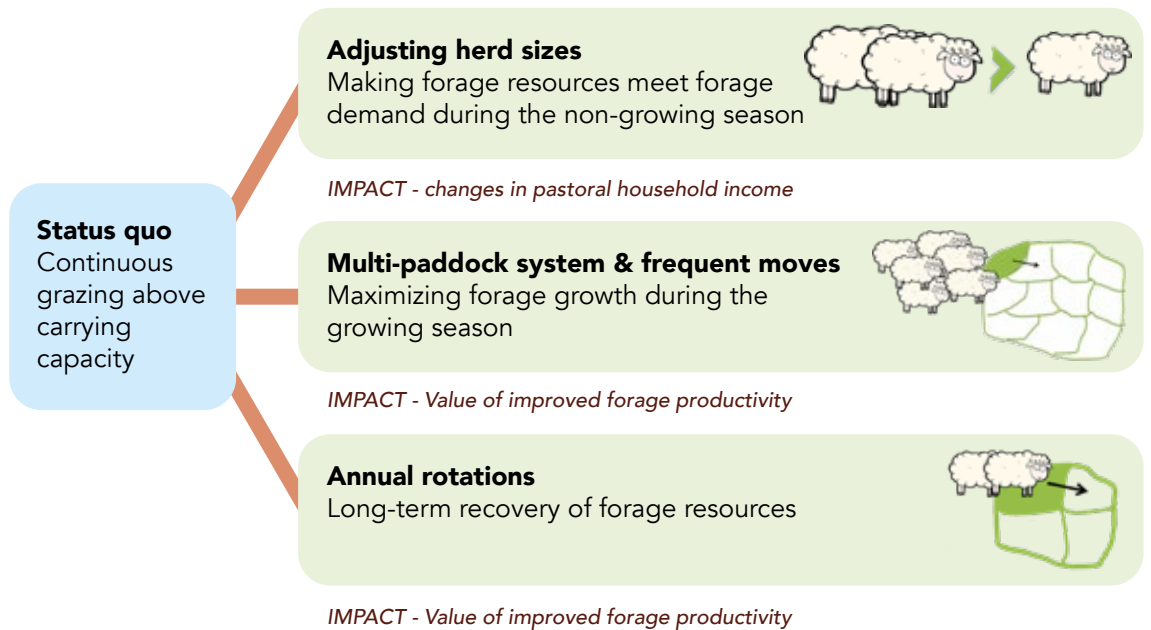 Status quo
Continuous
grazing above
carrying
capacity
Adjusting herd sizes
Making forage resources meet forage
demand during the non-growing season
IMPACT - changes in pastoral household income
Multi-paddock system & frequent moves
Maximizing forage growth during the
growing season
IMPACT - Value of improved forage productivity
Annual rotations
Long-term recovery of forage resources
IMPACT - Value of improved forage productivity